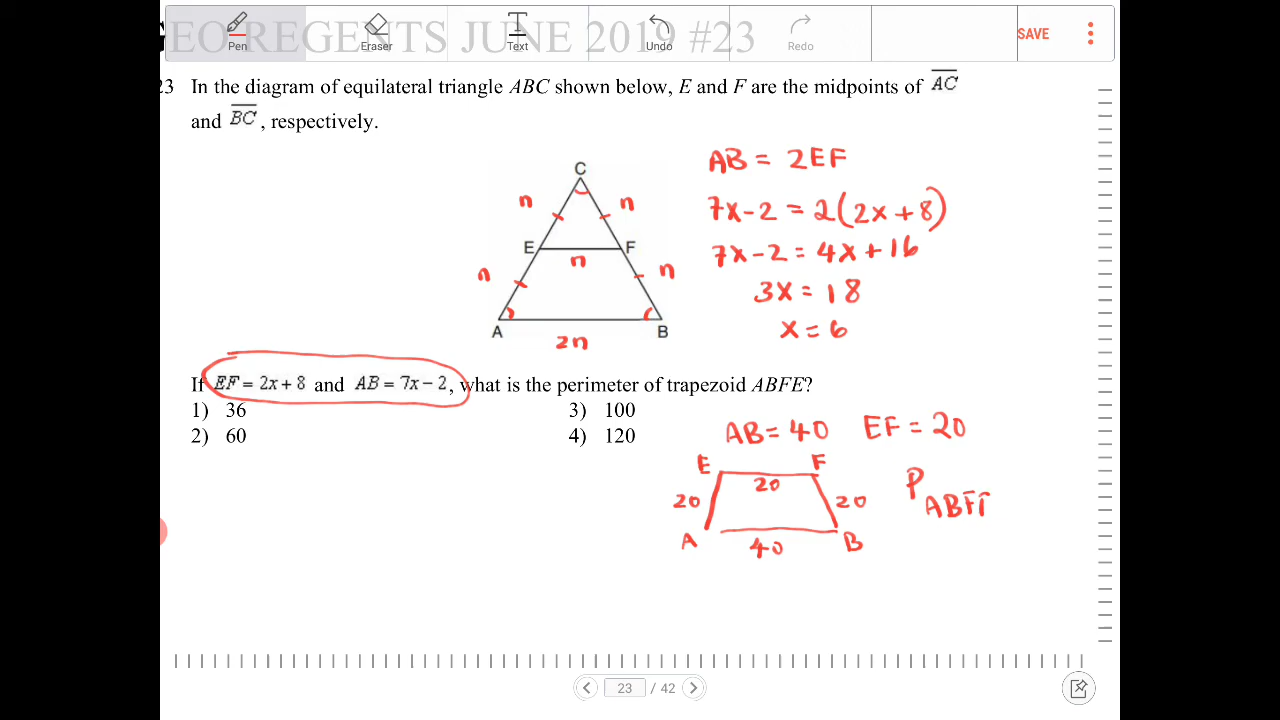 GEO REGENTS JUNE 2019 #23
Pen
Eraser
Text
Undo
Redo
SAVE
23 In the diagram of equilateral triangle ABC shown below, E and F are the midpoints of AC
and BC, respectively.
C
n
n
E
F
n
n
n
A
B
2n
AB = 2EF
7x-2 = 2(2x+8)
7x-2 = 4x+16
3x = 18
x = 6
If EF = 2x+8 and AB = 7x-2, what is the perimeter of trapezoid ABFE?
1) 36
2) 60
3) 100
4) 120
AB = 40 EF = 20
E
F
20
20
20
A
40
B
P
ABF
23 / 42